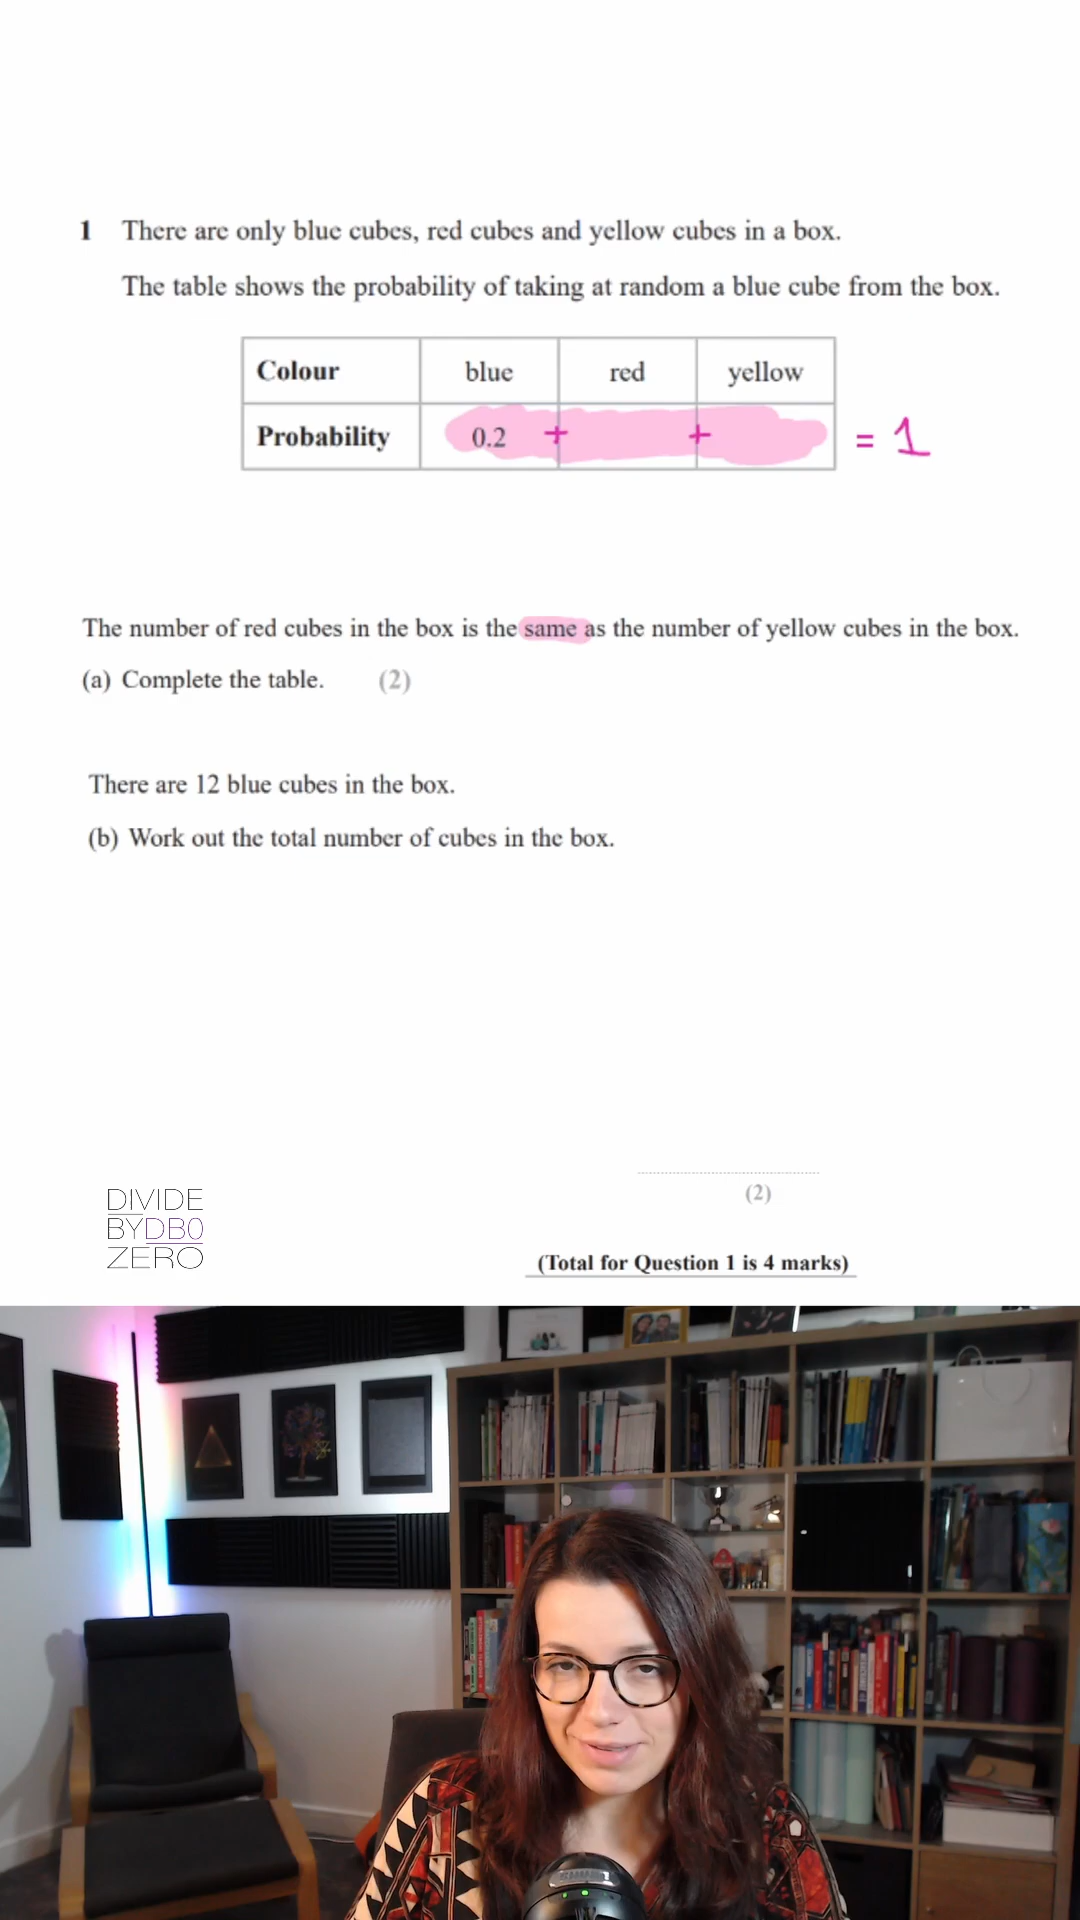 1 There are only blue cubes, red cubes and yellow cubes in a box.
The table shows the probability of taking at random a blue cube from the box.
Colour blue red yellow
Probability 0.2 + + = 1
The number of red cubes in the box is the same as the number of yellow cubes in the box.
(a) Complete the table. (2)
There are 12 blue cubes in the box.
(b) Work out the total number of cubes in the box.
(2)
DIVIDE
BYDB0
ZERO
(Total for Question 1 is 4 marks)